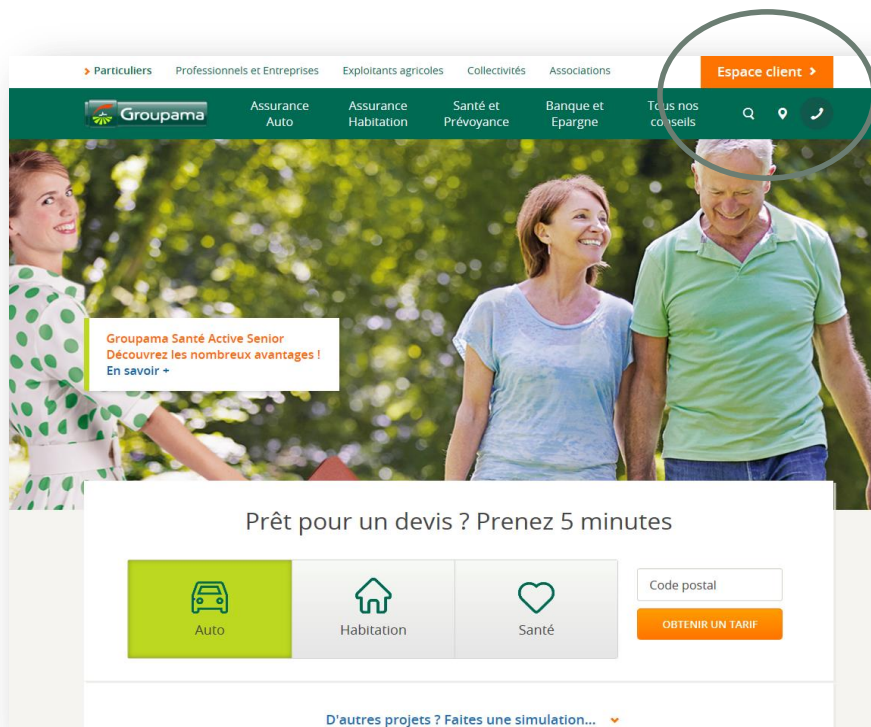 Particuliers Professionnels et Entreprises Exploitants agricoles Collectivités Associations Espace client
Groupama
Assurance
Auto
Assurance
Habitation
Santé et
Prévoyance
Banque et
Epargne
Tous nos
conseils
Groupama Santé Active Senior
Découvrez les nombreux avantages !
En savoir +
Prêt pour un devis ? Prenez 5 minutes
Auto
Habitation
Santé
Code postal
OBTENIR UN TARIF
D'autres projets ? Faites une simulation...